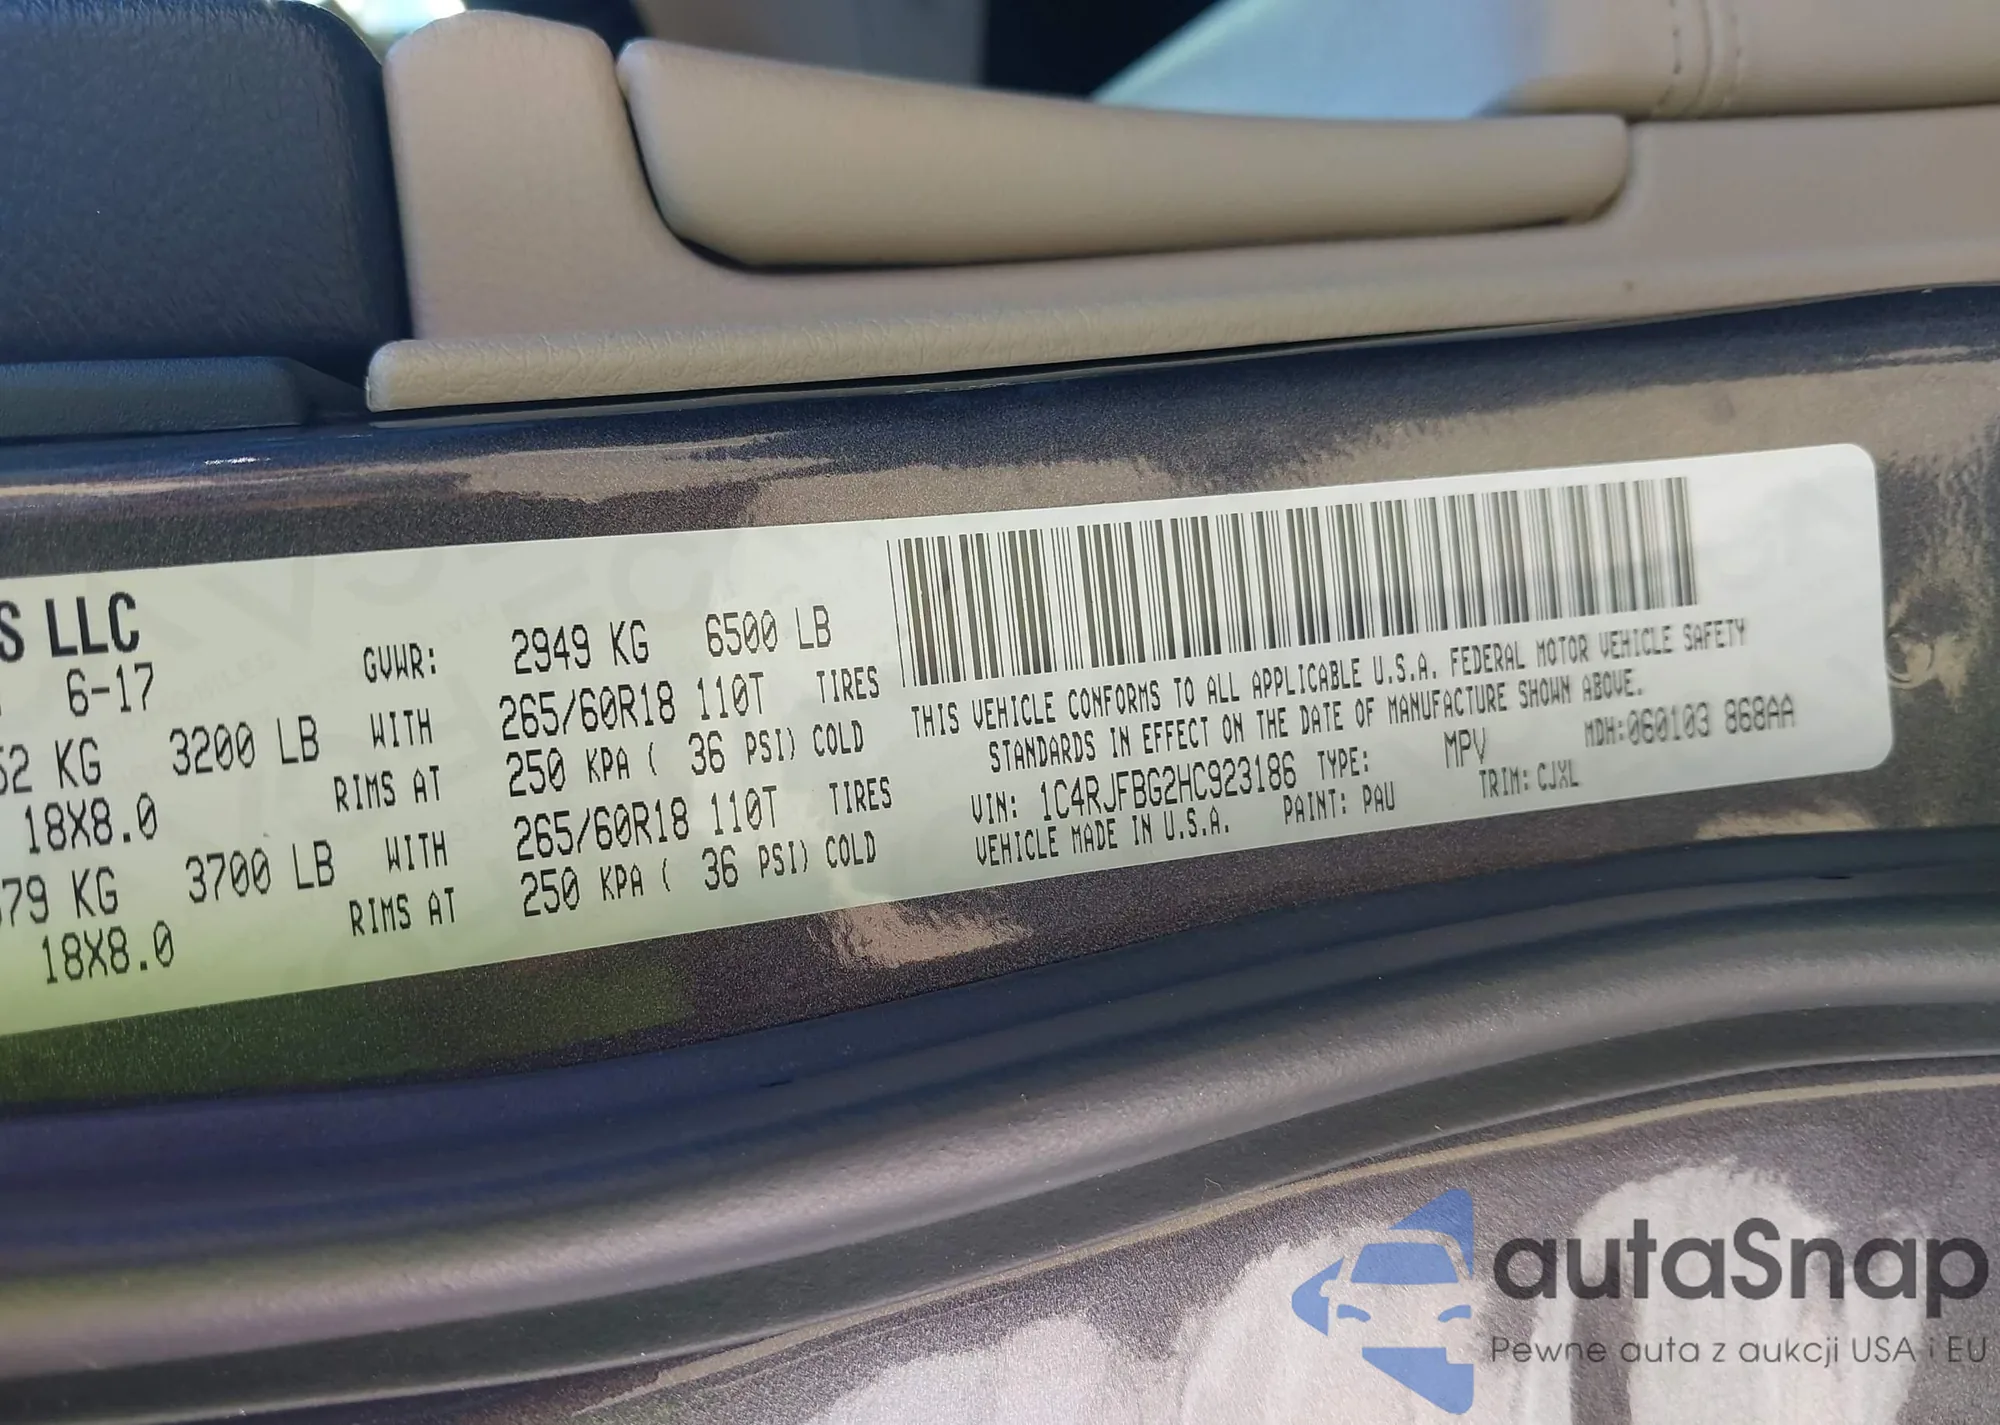 S LLC
6-17
GVWR: 2949 KG 6500 LB
52 KG 3200 LB WITH 265/60R18 110T TIRES
18X8.0 RIMS AT 250 KPA ( 36 PSI) COLD
79 KG 3700 LB WITH 265/60R18 110T TIRES
18X8.0 RIMS AT 250 KPA ( 36 PSI) COLD
THIS VEHICLE CONFORMS TO ALL APPLICABLE U.S.A. FEDERAL MOTOR VEHICLE SAFETY
STANDARDS IN EFFECT ON THE DATE OF MANUFACTURE SHOWN ABOVE.
VIN: 1C4RJFBG2HC923186 TYPE: MPV MDH:060103 868AA
VEHICLE MADE IN U.S.A. PAINT: PAU TRIM: CJXL
autaSnap
Pewne auta z aukcji USA i EU